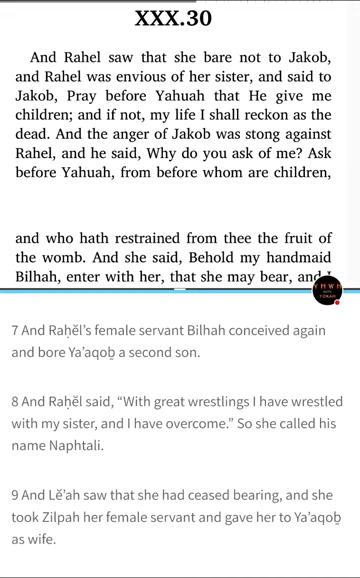 XXX.30
And Rahel saw that she bare not to Jakob,
and Rahel was envious of her sister, and said to
Jakob, Pray before Yahuah that He give me
children; and if not, my life I shall reckon as the
dead. And the anger of Jakob was stong against
Rahel, and he said, Why do you ask of me? Ask
before Yahuah, from before whom are children,
and who hath restrained from thee the fruit of
the womb. And she said, Behold my handmaid
Bilhah, enter with her, that she may bear, and I
YHWH
7 And Raḥĕl’s female servant Bilhah conceived again
and bore Ya‛aqoḇ a second son.
8 And Raḥĕl said, “With great wrestlings I have wrestled
with my sister, and I have overcome.” So she called his
name Naphtali.
9 And Lĕ’ah saw that she had ceased bearing, and she
took Zilpah her female servant and gave her to Ya‛aqoḇ
as wife.